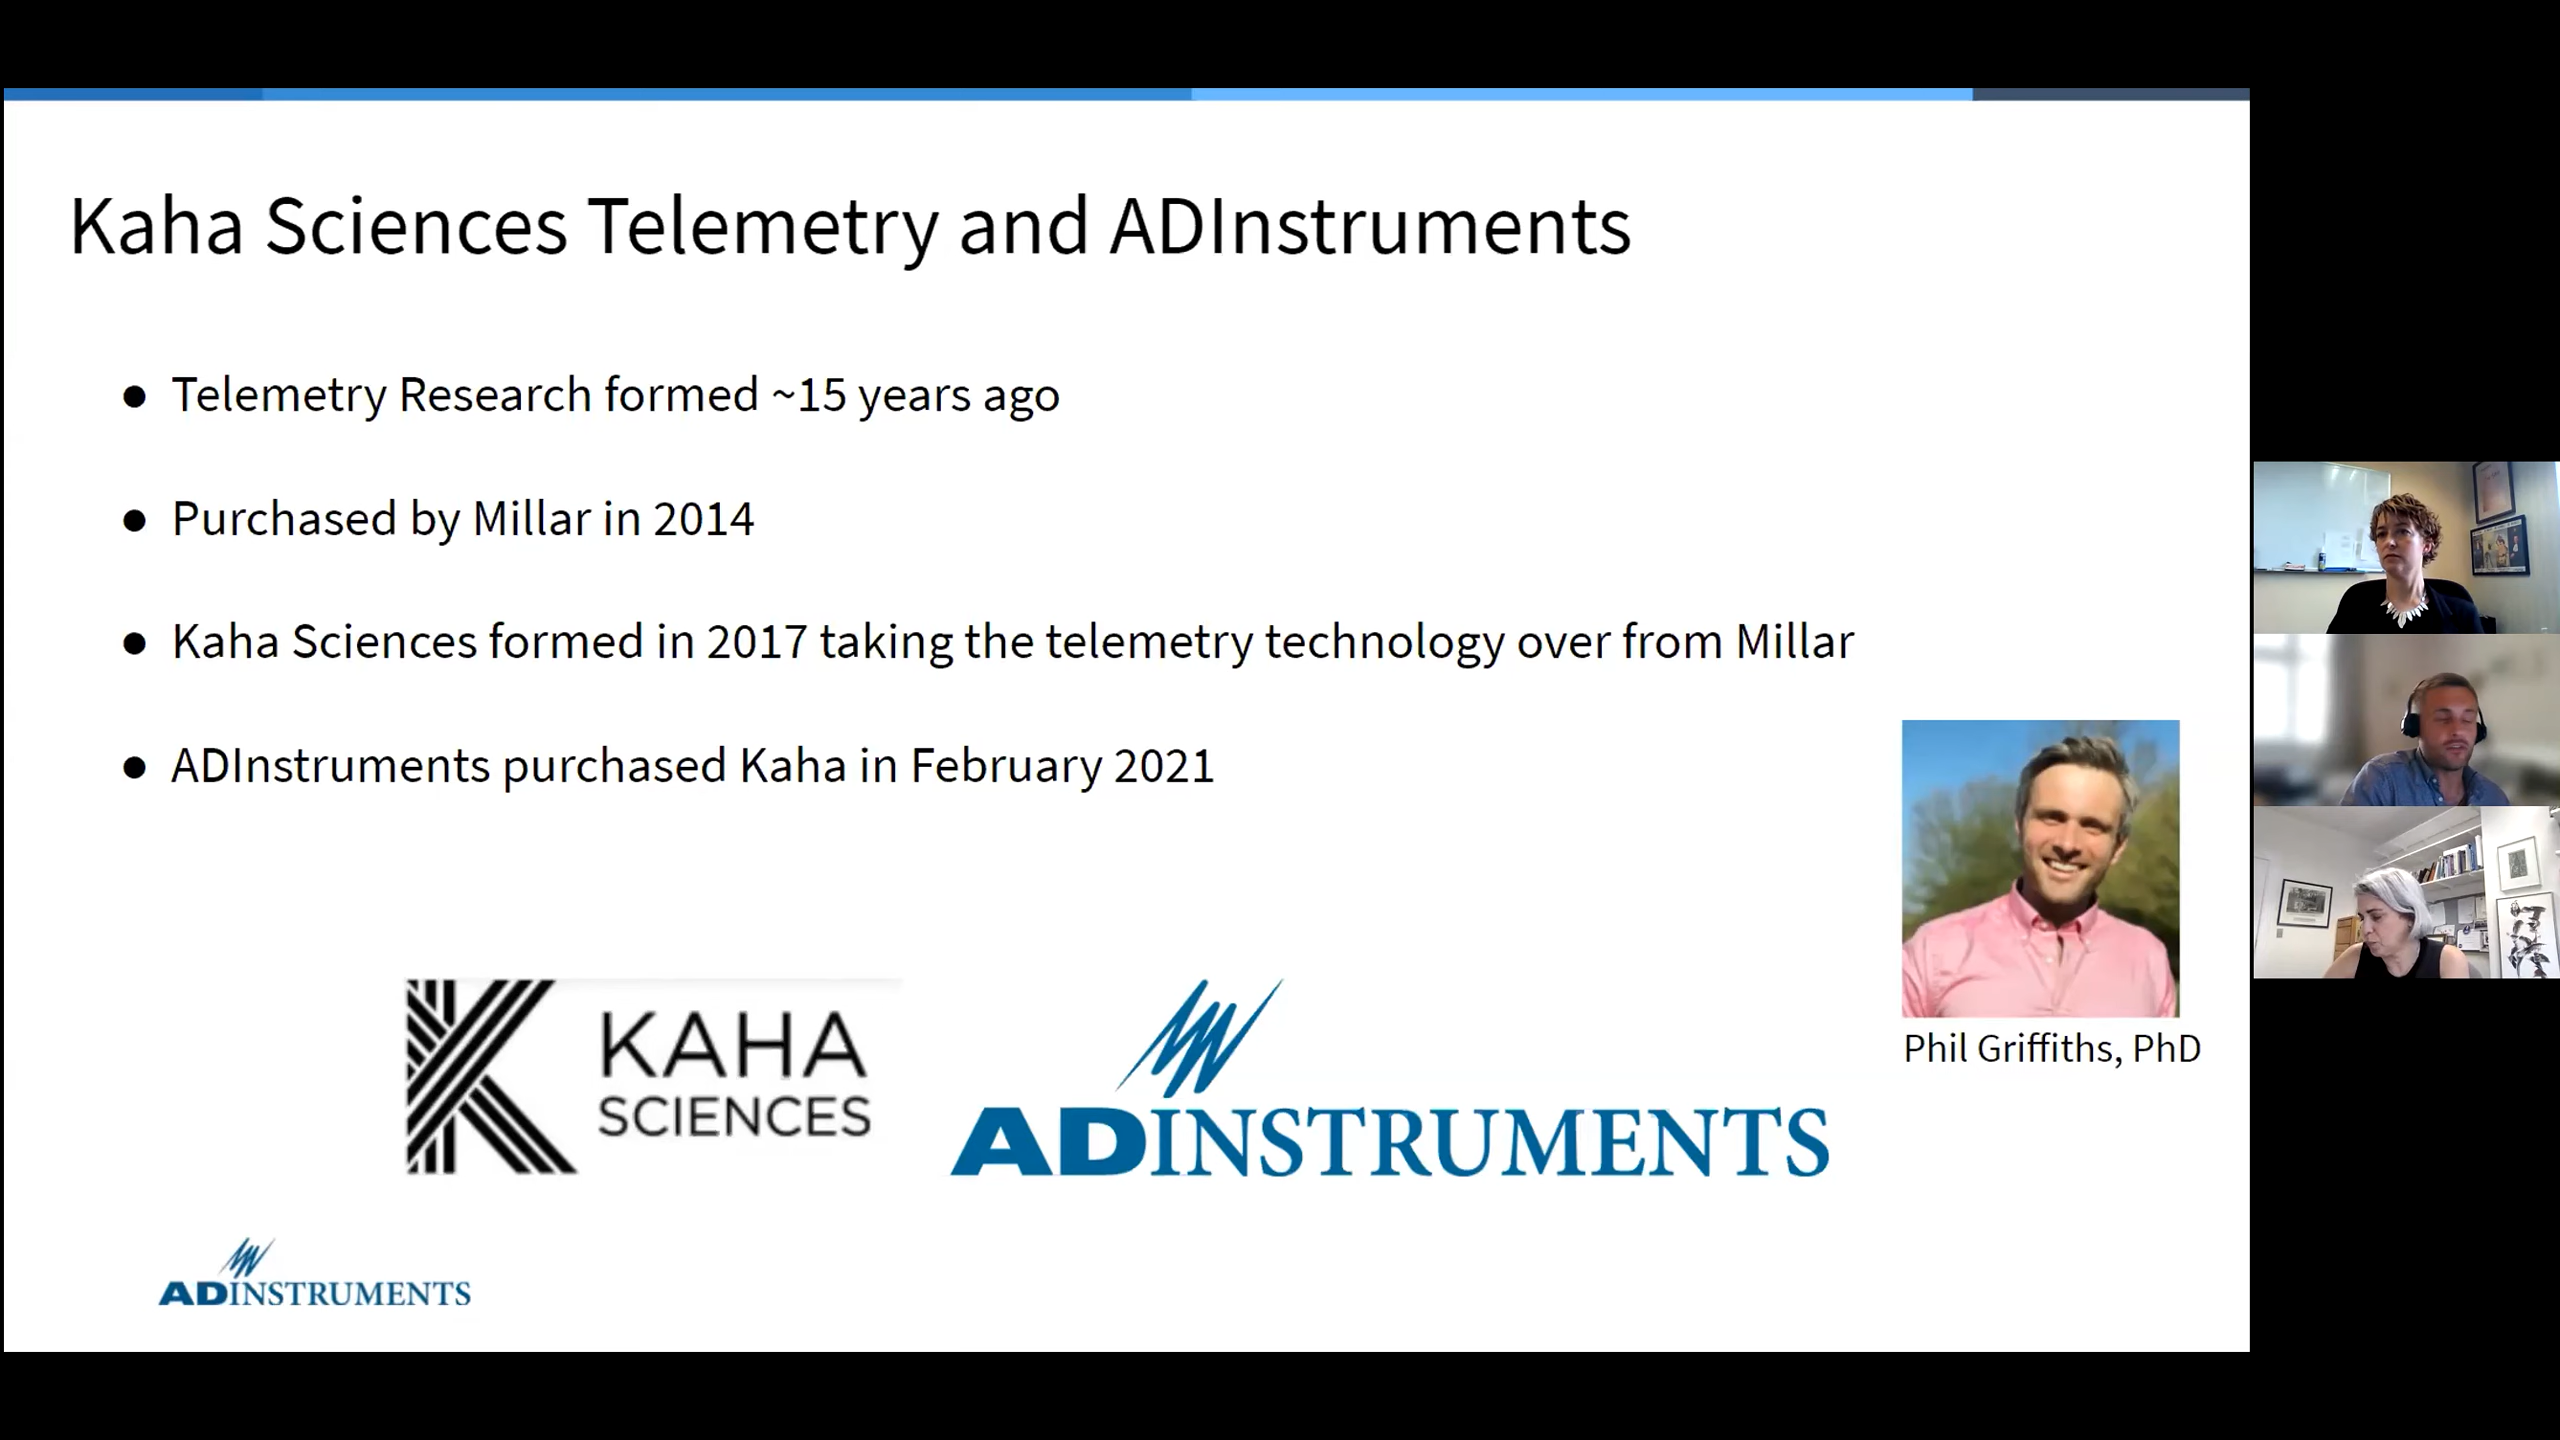 Kaha Sciences Telemetry and ADInstruments
● Telemetry Research formed ~15 years ago
● Purchased by Millar in 2014
● Kaha Sciences formed in 2017 taking the telemetry technology over from Millar
● ADInstruments purchased Kaha in February 2021
Phil Griffiths, PhD
KAHA
SCIENCES
ADINSTRUMENTS
ADINSTRUMENTS